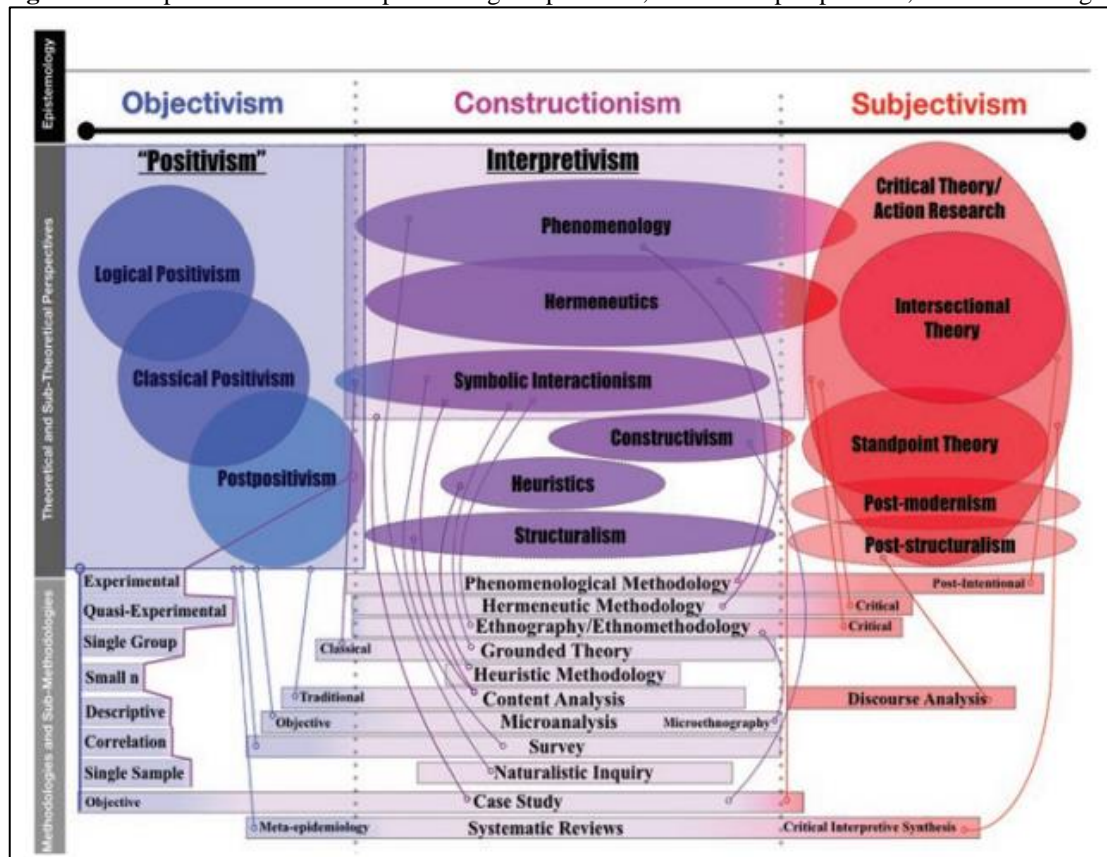 Epistemology
Objectivism
Constructionism
Subjectivism
Theoretical and Sub-Theoretical Perspectives
"Positivism"
Logical Positivism
Classical Positivism
Postpositivism
Interpretivism
Phenomenology
Hermeneutics
Symbolic Interactionism
Constructivism
Heuristics
Structuralism
Critical Theory/
Action Research
Intersectional
Theory
Standpoint Theory
Post-modernism
Post-structuralism
Methodologies and Sub-Methodologies
Experimental
Quasi-Experimental
Single Group
Small n
Descriptive
Correlation
Single Sample
Phenomenological Methodology
Post-Intentional
Hermeneutic Methodology
Critical
Ethnography/Ethnomethodology
Critical
Classical
Grounded Theory
Heuristic Methodology
Traditional
Content Analysis
Discourse Analysis
Objective
Microanalysis
Microethnography
Survey
Naturalistic Inquiry
Objective
Case Study
Meta-epidemiology
Systematic Reviews
Critical Interpretive Synthesis